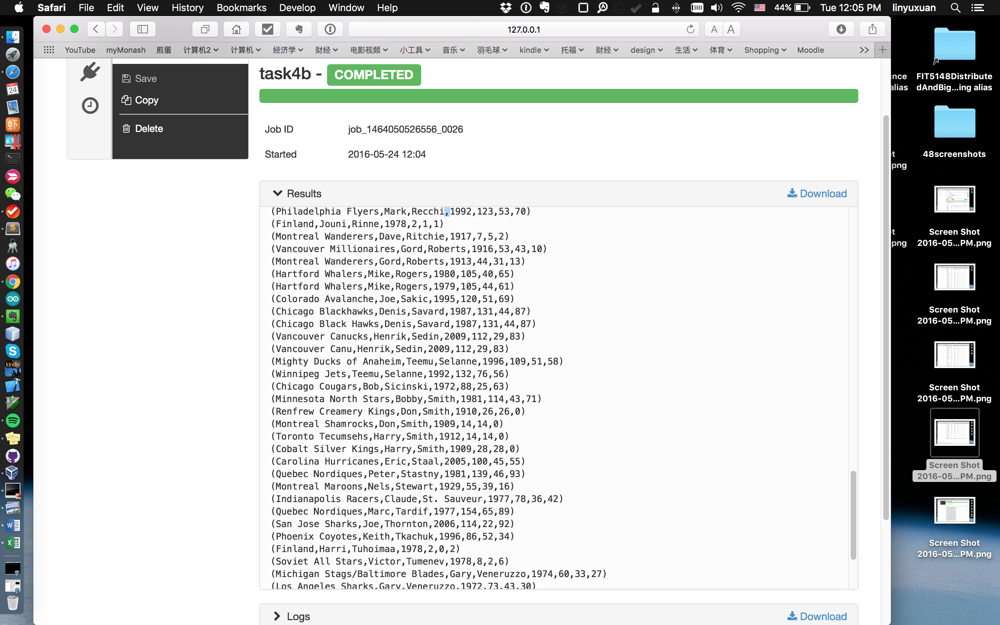 Safari File Edit View History Bookmarks Develop Window Help 44% Tue 12:05 PM linyuxuan
127.0.0.1
A A
YouTube myMonash 煎蛋 计算机2 计算机 经济学 财经 电影视频 小工具 音乐 羽毛球 kindle 托福 财经 design 生活 体育 Shopping Moodle >>
Save
Copy
Delete
task4b - COMPLETED
Job ID job_1464050526556_0026
Started 2016-05-24 12:04
Results Download
(Philadelphia Flyers,Mark,Recchi,1992,123,53,70)
(Finland,Jouni,Rinne,1978,2,1,1)
(Montreal Wanderers,Dave,Ritchie,1917,7,5,2)
(Vancouver Millionaires,Gord,Roberts,1916,53,43,10)
(Montreal Wanderers,Gord,Roberts,1913,44,31,13)
(Hartford Whalers,Mike,Rogers,1980,105,40,65)
(Hartford Whalers,Mike,Rogers,1979,105,44,61)
(Colorado Avalanche,Joe,Sakic,1995,120,51,69)
(Chicago Blackhawks,Denis,Savard,1987,131,44,87)
(Chicago Black Hawks,Denis,Savard,1987,131,44,87)
(Vancouver Canucks,Henrik,Sedin,2009,112,29,83)
(Vancouver Canu,Henrik,Sedin,2009,112,29,83)
(Mighty Ducks of Anaheim,Teemu,Selanne,1996,109,51,58)
(Winnipeg Jets,Teemu,Selanne,1992,132,76,56)
(Chicago Cougars,Bob,Sicinski,1972,88,25,63)
(Minnesota North Stars,Bobby,Smith,1981,114,43,71)
(Renfrew Creamery Kings,Don,Smith,1910,26,26,0)
(Montreal Shamrocks,Don,Smith,1909,14,14,0)
(Toronto Tecumsehs,Harry,Smith,1912,14,14,0)
(Cobalt Silver Kings,Harry,Smith,1909,28,28,0)
(Carolina Hurricanes,Eric,Staal,2005,100,45,55)
(Quebec Nordiques,Peter,Stastny,1981,139,46,93)
(Montreal Maroons,Nels,Stewart,1929,55,39,16)
(Indianapolis Racers,Claude,St. Sauveur,1977,78,36,42)
(Quebec Nordiques,Marc,Tardif,1977,154,65,89)
(San Jose Sharks,Joe,Thornton,2006,114,22,92)
(Phoenix Coyotes,Keith,Tkachuk,1996,86,52,34)
(Finland,Harri,Tuhoimaa,1978,2,0,2)
(Soviet All Stars,Victor,Tumenev,1978,8,2,6)
(Michigan Stags/Baltimore Blades,Gary,Veneruzzo,1974,60,33,27)
(Los Angeles Sharks,Gary,Veneruzzo,1972,73,43,30)
Logs Download
FIT5148Distribute
dAndBig...ing alias
48screenshots
Screen Shot
2016-05...PM.png
Screen Shot
2016-05...PM.png
Screen Shot
2016-05...PM.png
Screen Shot
2016-05...PM.png
Screen Shot
2016-05...PM.png
alias
png
png
MAY
24
虾
kindle